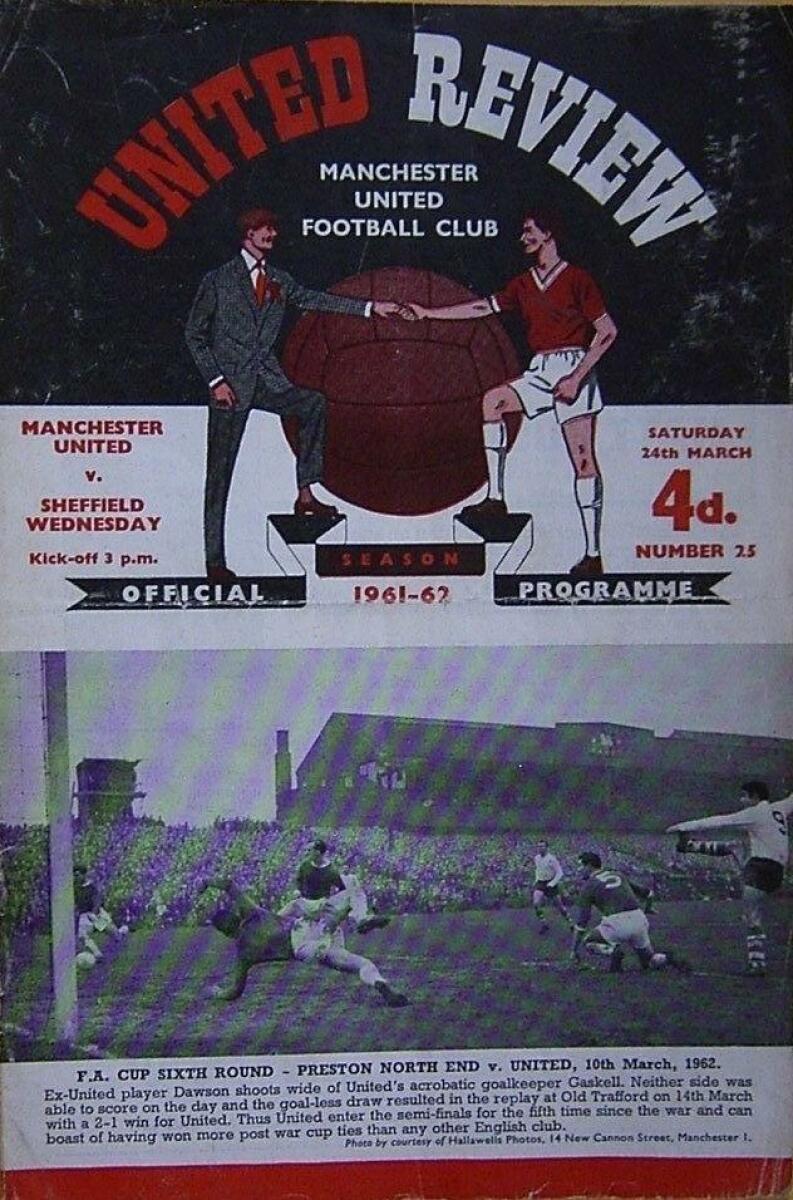 UNITED REVIEW
MANCHESTER
UNITED
FOOTBALL CLUB
MANCHESTER
UNITED
v.
SHEFFIELD
WEDNESDAY
Kick-off 3 p.m.
SATURDAY
24th MARCH
4d.
NUMBER 25
SEASON
OFFICIAL 1961-62 PROGRAMME
5
9
F.A. CUP SIXTH ROUND – PRESTON NORTH END v. UNITED, 10th March, 1962.
Ex-United player Dawson shoots wide of United's acrobatic goalkeeper Gaskell. Neither side was
able to score on the day and the goal-less draw resulted in the replay at Old Trafford on 14th March
with a 2-1 win for United. Thus United enter the semi-finals for the fifth time since the war and can
boast of having won more post war cup ties than any other English club.
Photo by courtesy of Hallawells Photos, 14 New Cannon Street, Manchester 1.